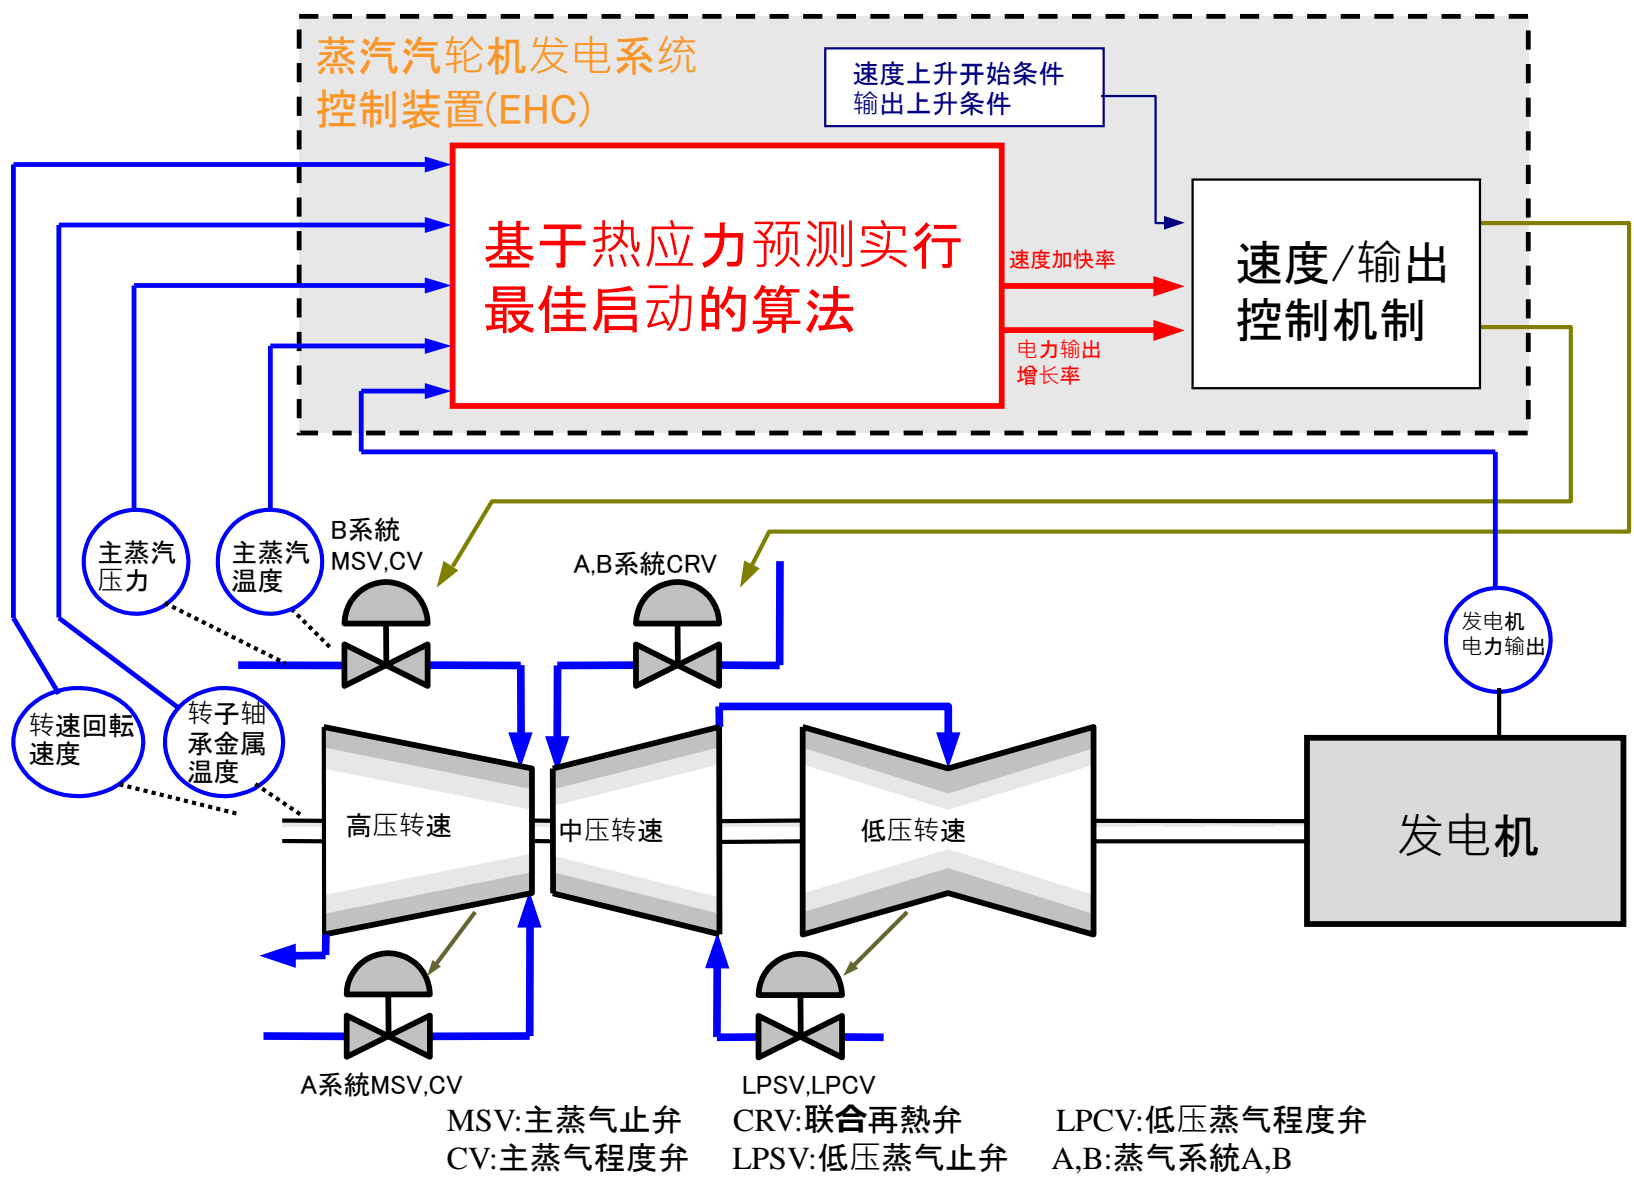 蒸汽汽轮机发电系统
控制装置(EHC)
速度上升开始条件
输出上升条件
基于热应力预测实行
最佳启动的算法
速度加快率
电力输出
增长率
速度/输出
控制机制
主蒸汽
压力
主蒸汽
温度
B系統
MSV,CV
A,B系統CRV
发电机
电力输出
转速回転
速度
转子轴
承金属
温度
高压转速
中压转速
低压转速
发电机
A系統MSV,CV
LPSV,LPCV
MSV:主蒸气止弁 CRV:联合再熱弁 LPCV:低压蒸气程度弁
CV:主蒸气程度弁 LPSV:低压蒸气止弁 A,B:蒸气系統A,B